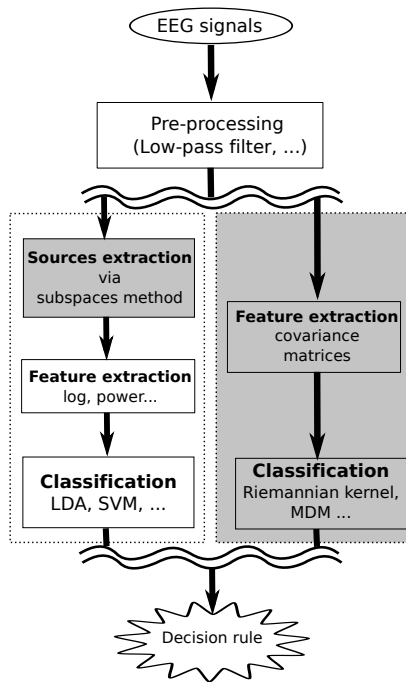 EEG signals
Pre-processing
(Low-pass filter, ...)
Sources extraction
via
subspaces method
Feature extraction
log, power...
Classification
LDA, SVM, ...
Feature extraction
covariance
matrices
Classification
Riemannian kernel,
MDM ...
Decision rule